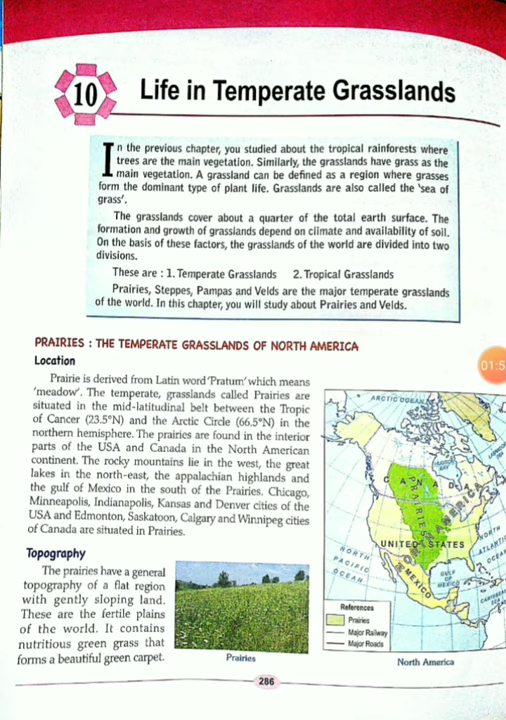 10
Life in Temperate Grasslands
In the previous chapter, you studied about the tropical rainforests where
trees are the main vegetation. Similarly, the grasslands have grass as the
main vegetation. A grassland can be defined as a region where grasses
form the dominant type of plant life. Grasslands are also called the 'sea of
grass'.
The grasslands cover about a quarter of the total earth surface. The
formation and growth of grasslands depend on climate and availability of soil.
On the basis of these factors, the grasslands of the world are divided into two
divisions.
These are : 1. Temperate Grasslands 2. Tropical Grasslands
Prairies, Steppes, Pampas and Velds are the major temperate grasslands
of the world. In this chapter, you will study about Prairies and Velds.
PRAIRIES : THE TEMPERATE GRASSLANDS OF NORTH AMERICA
Location
Prairie is derived from Latin word 'Pratum' which means
'meadow'. The temperate, grasslands called Prairies are
situated in the mid-latitudinal belt between the Tropic
of Cancer (23.5°N) and the Arctic Circle (66.5°N) in the
northern hemisphere. The prairies are found in the interior
parts of the USA and Canada in the North American
continent. The rocky mountains lie in the west, the great
lakes in the north-east, the appalachian highlands and
the gulf of Mexico in the south of the Prairies. Chicago,
Minneapolis, Indianapolis, Kansas and Denver cities of the
USA and Edmonton, Saskatoon, Calgary and Winnipeg cities
of Canada are situated in Prairies.
Topography
The prairies have a general
topography of a flat region
with gently sloping land.
These are the fertile plains
of the world. It contains
nutritious green grass that
forms a beautiful green carpet.
Prairies
01:5
ARCTIC OCEAN
HUDSON
BAY
CANADA
PRAIRIES
NORTH AMERICA
UNITED STATES
NORTH
PACIFIC
OCEAN
NORTH
ATLANTIC
OCEAN
GULF
OF
MEXICO
MEXICO
CARIBBEAN
SEA
References
Prairies
Major Railway
Major Roads
North America
286